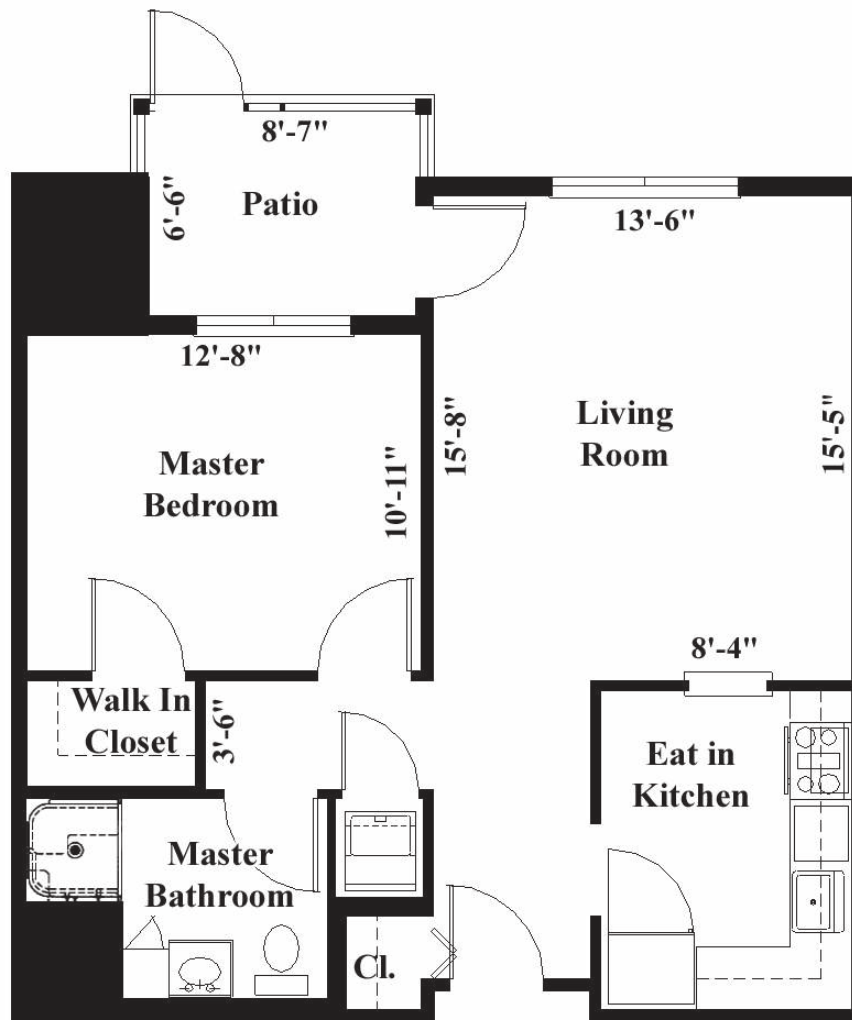 8'-7"
6'-6"
Patio
13'-6"
12'-8"
Living
Room
15'-8"
15'-5"
Master
Bedroom
10'-11"
8'-4"
Walk In
Closet
3'-6"
Eat in
Kitchen
Master
Bathroom
Cl.